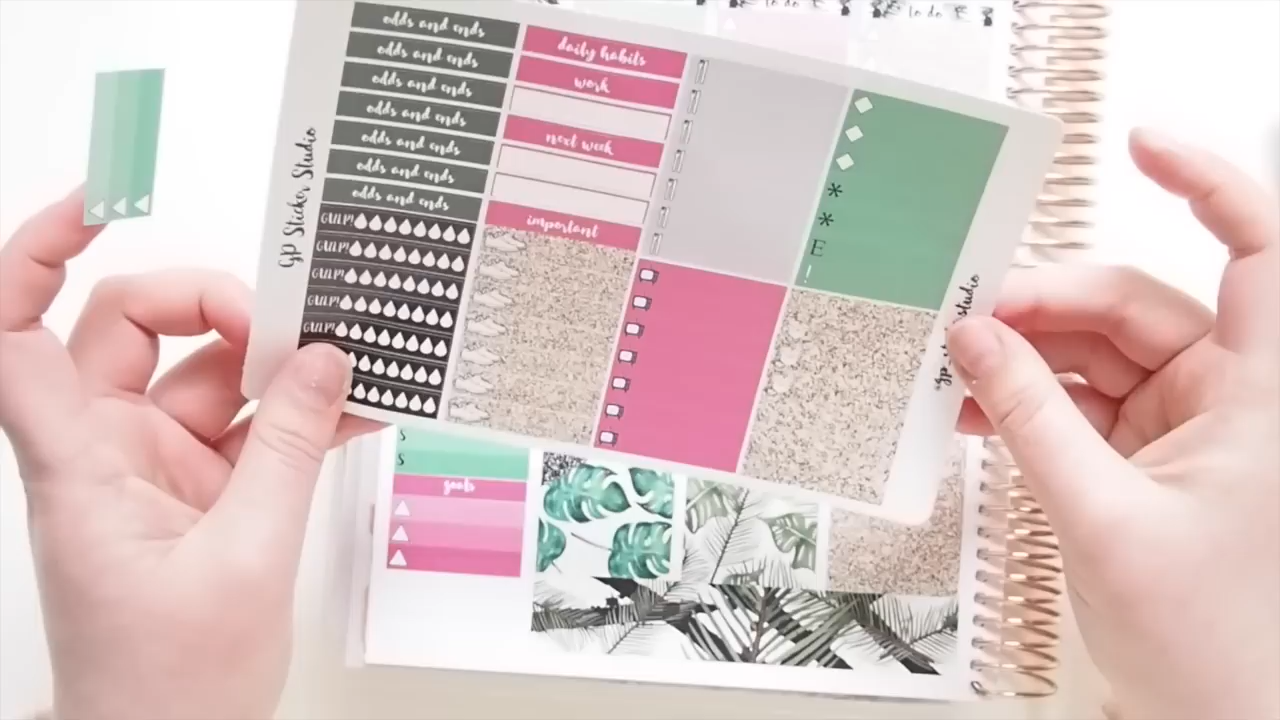 to do
to do
odds and ends
odds and ends
odds and ends
odds and ends
odds and ends
odds and ends
odds and ends
GULP!
GULP!
GULP!
GULP!
GULP!
daily habits
work
next week
important
*
*
E
!
GP Sticker Studio
studio
S
S
goals